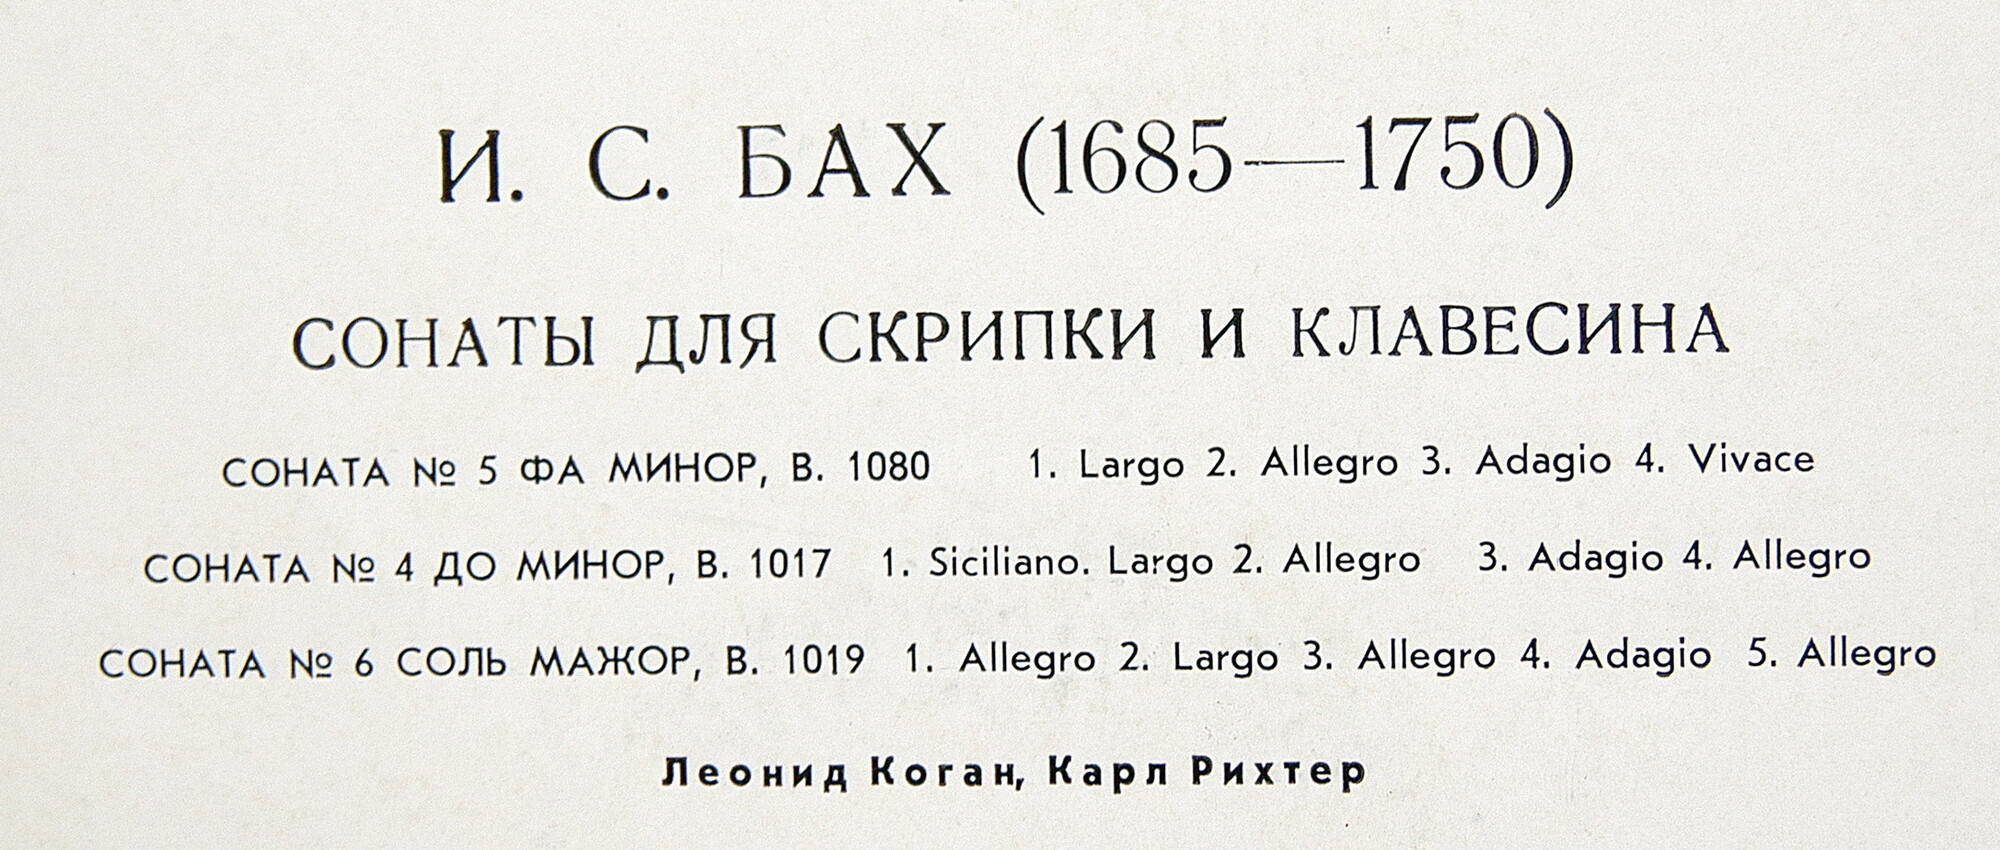 И. С. БАХ (1685—1750)
СОНАТЫ ДЛЯ СКРИПКИ И КЛАВЕСИНА
СОНАТА № 5 ФА МИНОР, В. 1080 1. Largo 2. Allegro 3. Adagio 4. Vivace
СОНАТА № 4 ДО МИНОР, В. 1017 1. Siciliano. Largo 2. Allegro 3. Adagio 4. Allegro
СОНАТА № 6 СОЛЬ МАЖОР, В. 1019 1. Allegro 2. Largo 3. Allegro 4. Adagio 5. Allegro
Леонид Коган, Карл Рихтер